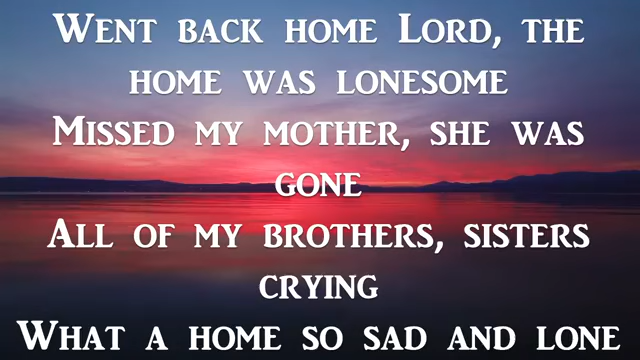 Went back home Lord, the
home was lonesome
Missed my mother, she was
gone
All of my brothers, sisters
crying
What a home so sad and lone